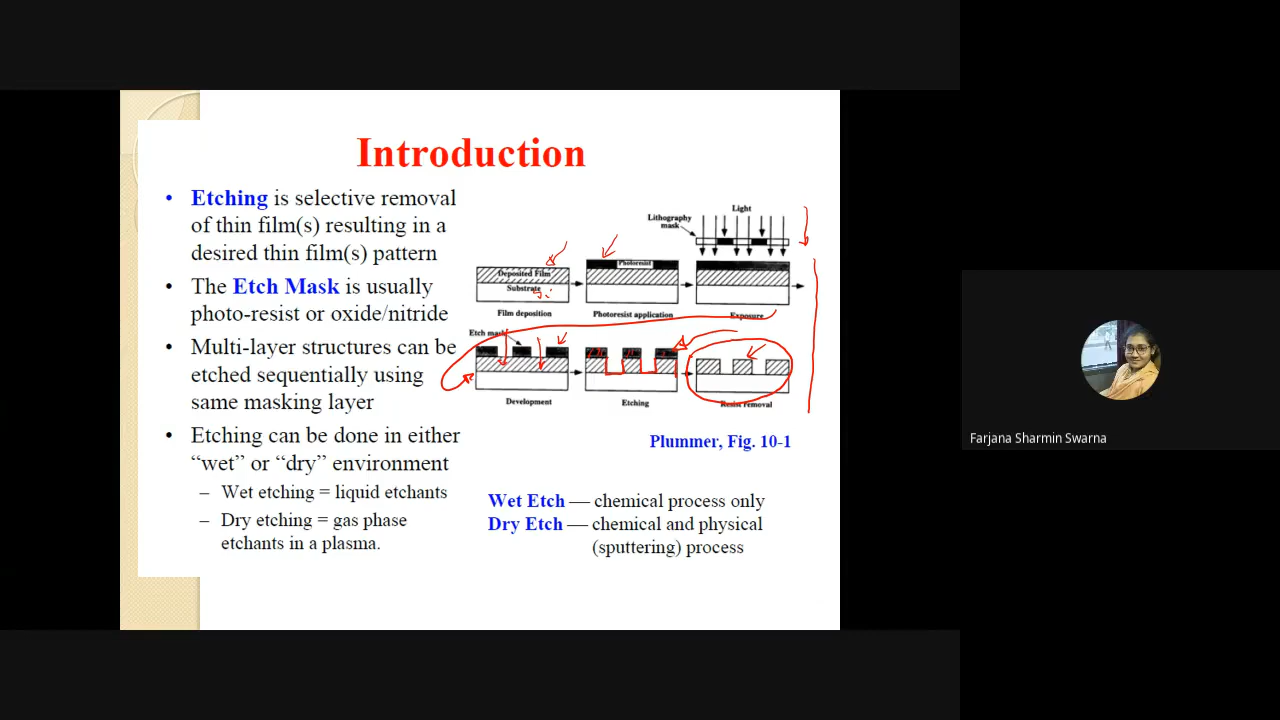 Introduction
• Etching is selective removal
of thin film(s) resulting in a
desired thin film(s) pattern
• The Etch Mask is usually
photo-resist or oxide/nitride
• Multi-layer structures can be
etched sequentially using
same masking layer
• Etching can be done in either
“wet” or “dry” environment
– Wet etching = liquid etchants
– Dry etching = gas phase
etchants in a plasma.
Light
Lithography
mask
Deposited Film
Substrate
Si
Film deposition
Photoresist
Photoresist application
Exposure
Etch mask
Development
Etching
Resist removal
Plummer, Fig. 10-1
Wet Etch — chemical process only
Dry Etch — chemical and physical
(sputtering) process
Farjana Sharmin Swarna